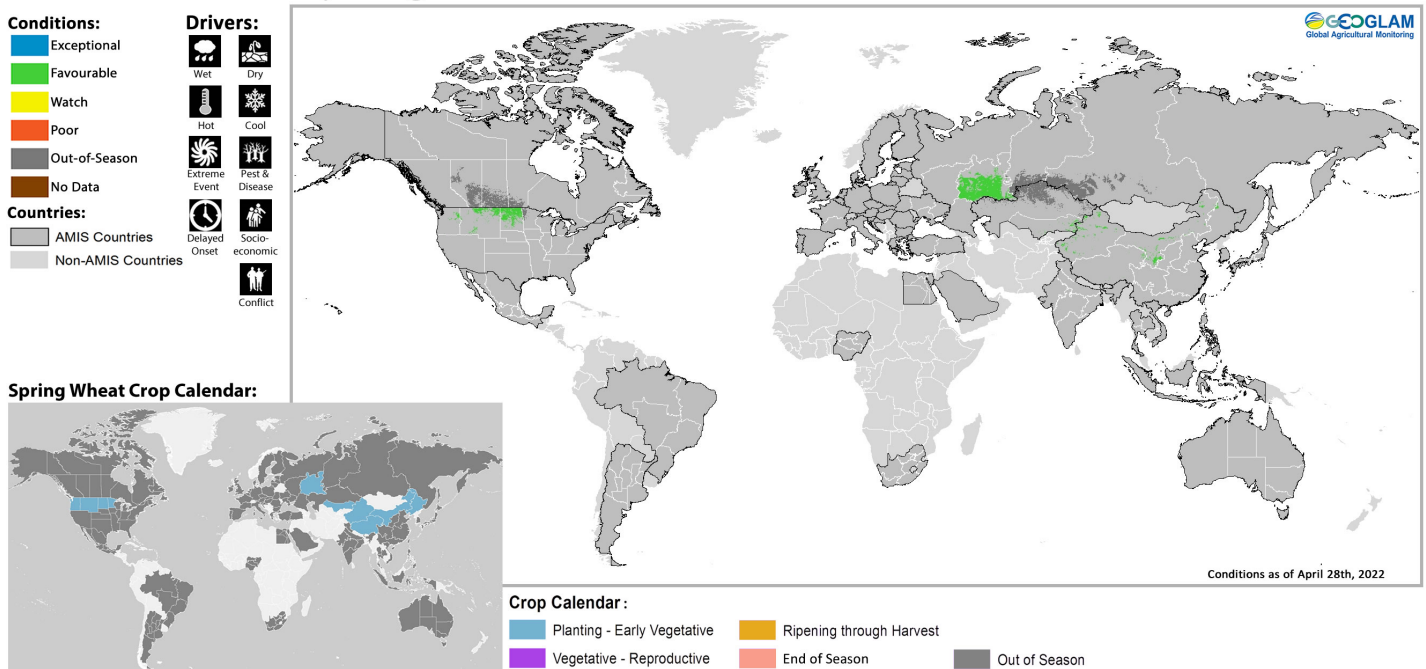 Conditions:
Exceptional
Favourable
Watch
Poor
Out-of-Season
No Data
Countries:
AMIS Countries
Non-AMIS Countries
Drivers:
Wet
Dry
Hot
Cool
Extreme
Event
Pest &
Disease
Delayed
Onset
Socio-
economic
Conflict
GEOGLAM
Global Agricultural Monitoring
Conditions as of April 28th, 2022
Spring Wheat Crop Calendar:
Crop Calendar :
Planting - Early Vegetative
Ripening through Harvest
Vegetative - Reproductive
End of Season
Out of Season